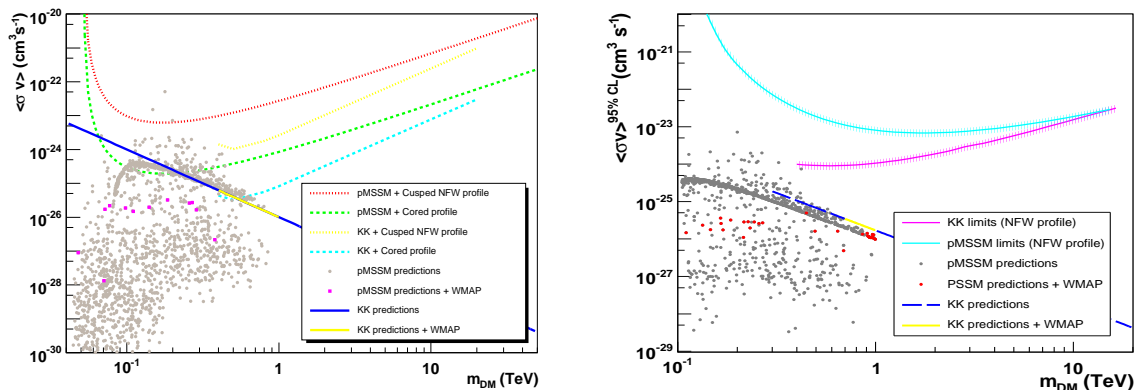 <σ v> (cm³s⁻¹)
10⁻²⁰
10⁻²²
10⁻²⁴
10⁻²⁶
10⁻²⁸
10⁻³⁰
pMSSM + Cusped NFW profile
pMSSM + Cored profile
KK + Cusped NFW profile
KK + Cored profile
pMSSM predictions
pMSSM predictions + WMAP
KK predictions
KK predictions + WMAP
10⁻¹ 1 10
m_DM (TeV)
<σv>^95% CL (cm³ s⁻¹)
10⁻²¹
10⁻²³
10⁻²⁵
10⁻²⁷
10⁻²⁹
KK limits (NFW profile)
pMSSM limits (NFW profile)
pMSSM predictions
PSSM predictions + WMAP
KK predictions
KK predictions + WMAP
10⁻¹ 1 10
m_DM (TeV)